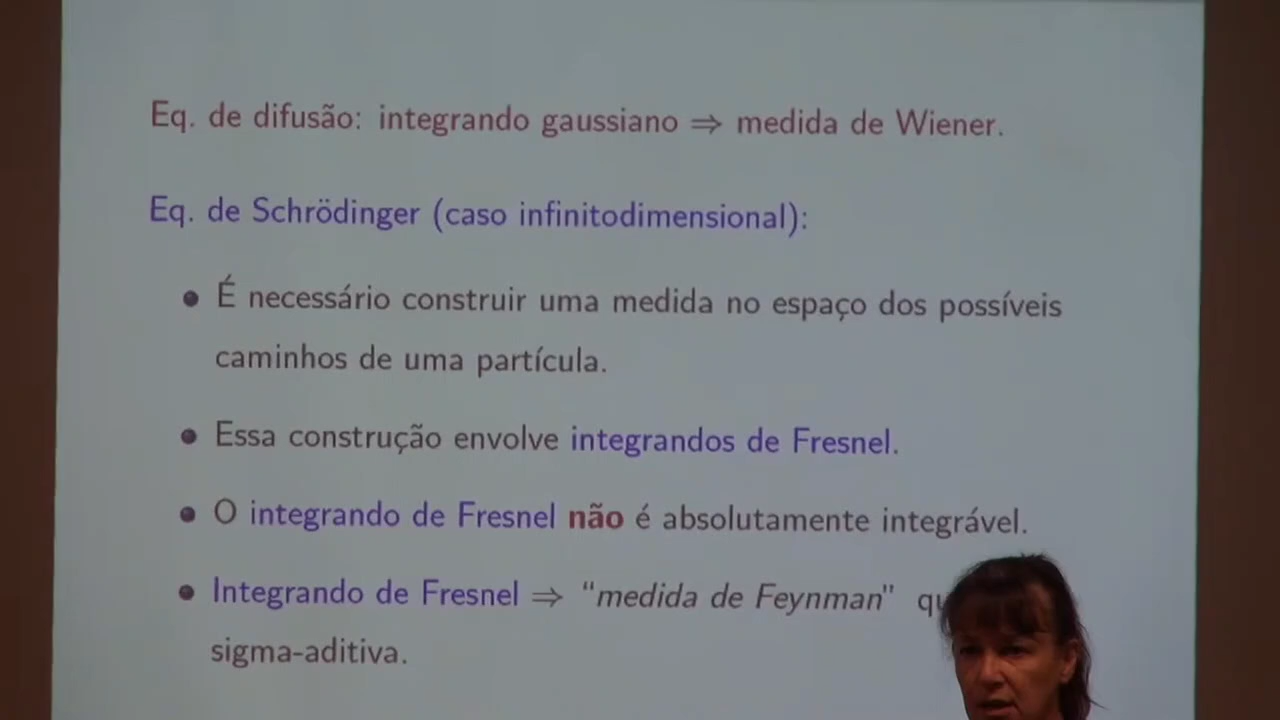 Eq. de difusão: integrando gaussiano ⇒ medida de Wiener.
Eq. de Schrödinger (caso infinitodimensional):
• É necessário construir uma medida no espaço dos possíveis
caminhos de uma partícula.
• Essa construção envolve integrandos de Fresnel.
• O integrando de Fresnel não é absolutamente integrável.
• Integrando de Fresnel ⇒ “medida de Feynman”
sigma-aditiva.